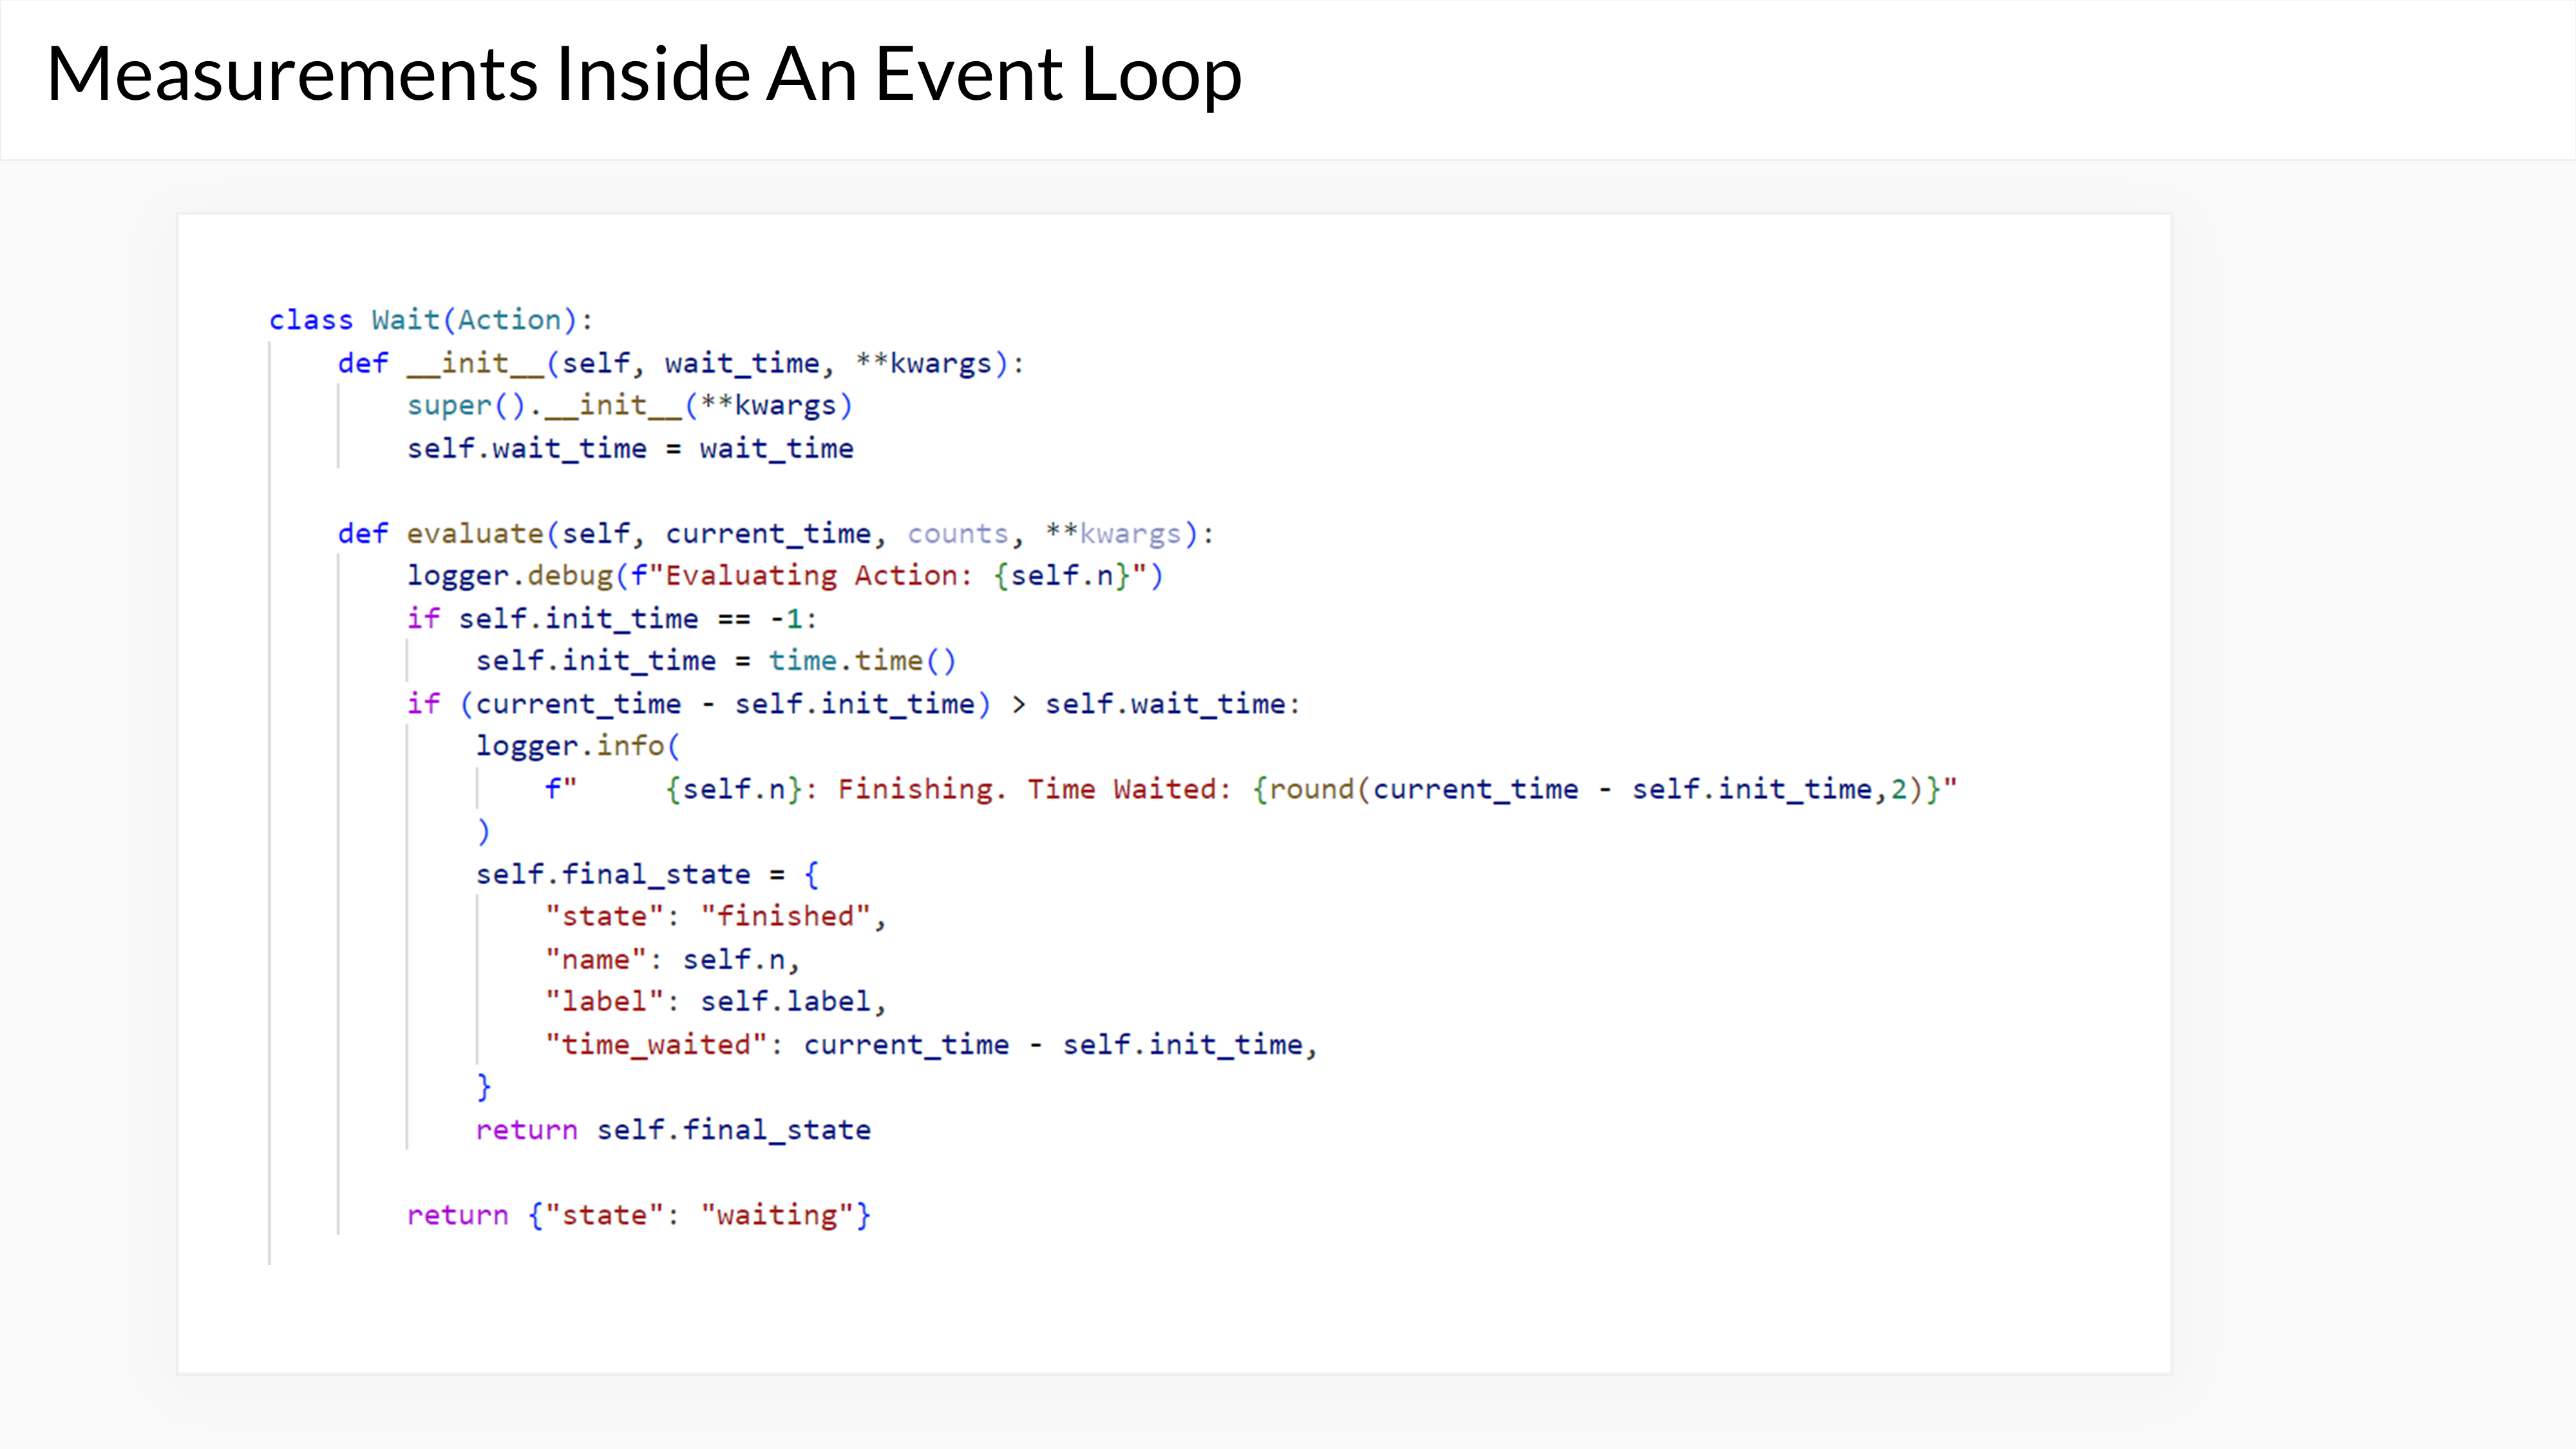 Measurements Inside An Event Loop
class Wait(Action):
    def __init__(self, wait_time, **kwargs):
        super().__init__(**kwargs)
        self.wait_time = wait_time
    def evaluate(self, current_time, counts, **kwargs):
        logger.debug(f"Evaluating Action: {self.n}")
        if self.init_time == -1:
            self.init_time = time.time()
        if (current_time - self.init_time) > self.wait_time:
            logger.info(
                f"     {self.n}: Finishing. Time Waited: {round(current_time - self.init_time,2)}"
            )
            self.final_state = {
                "state": "finished",
                "name": self.n,
                "label": self.label,
                "time_waited": current_time - self.init_time,
            }
            return self.final_state
        return {"state": "waiting"}